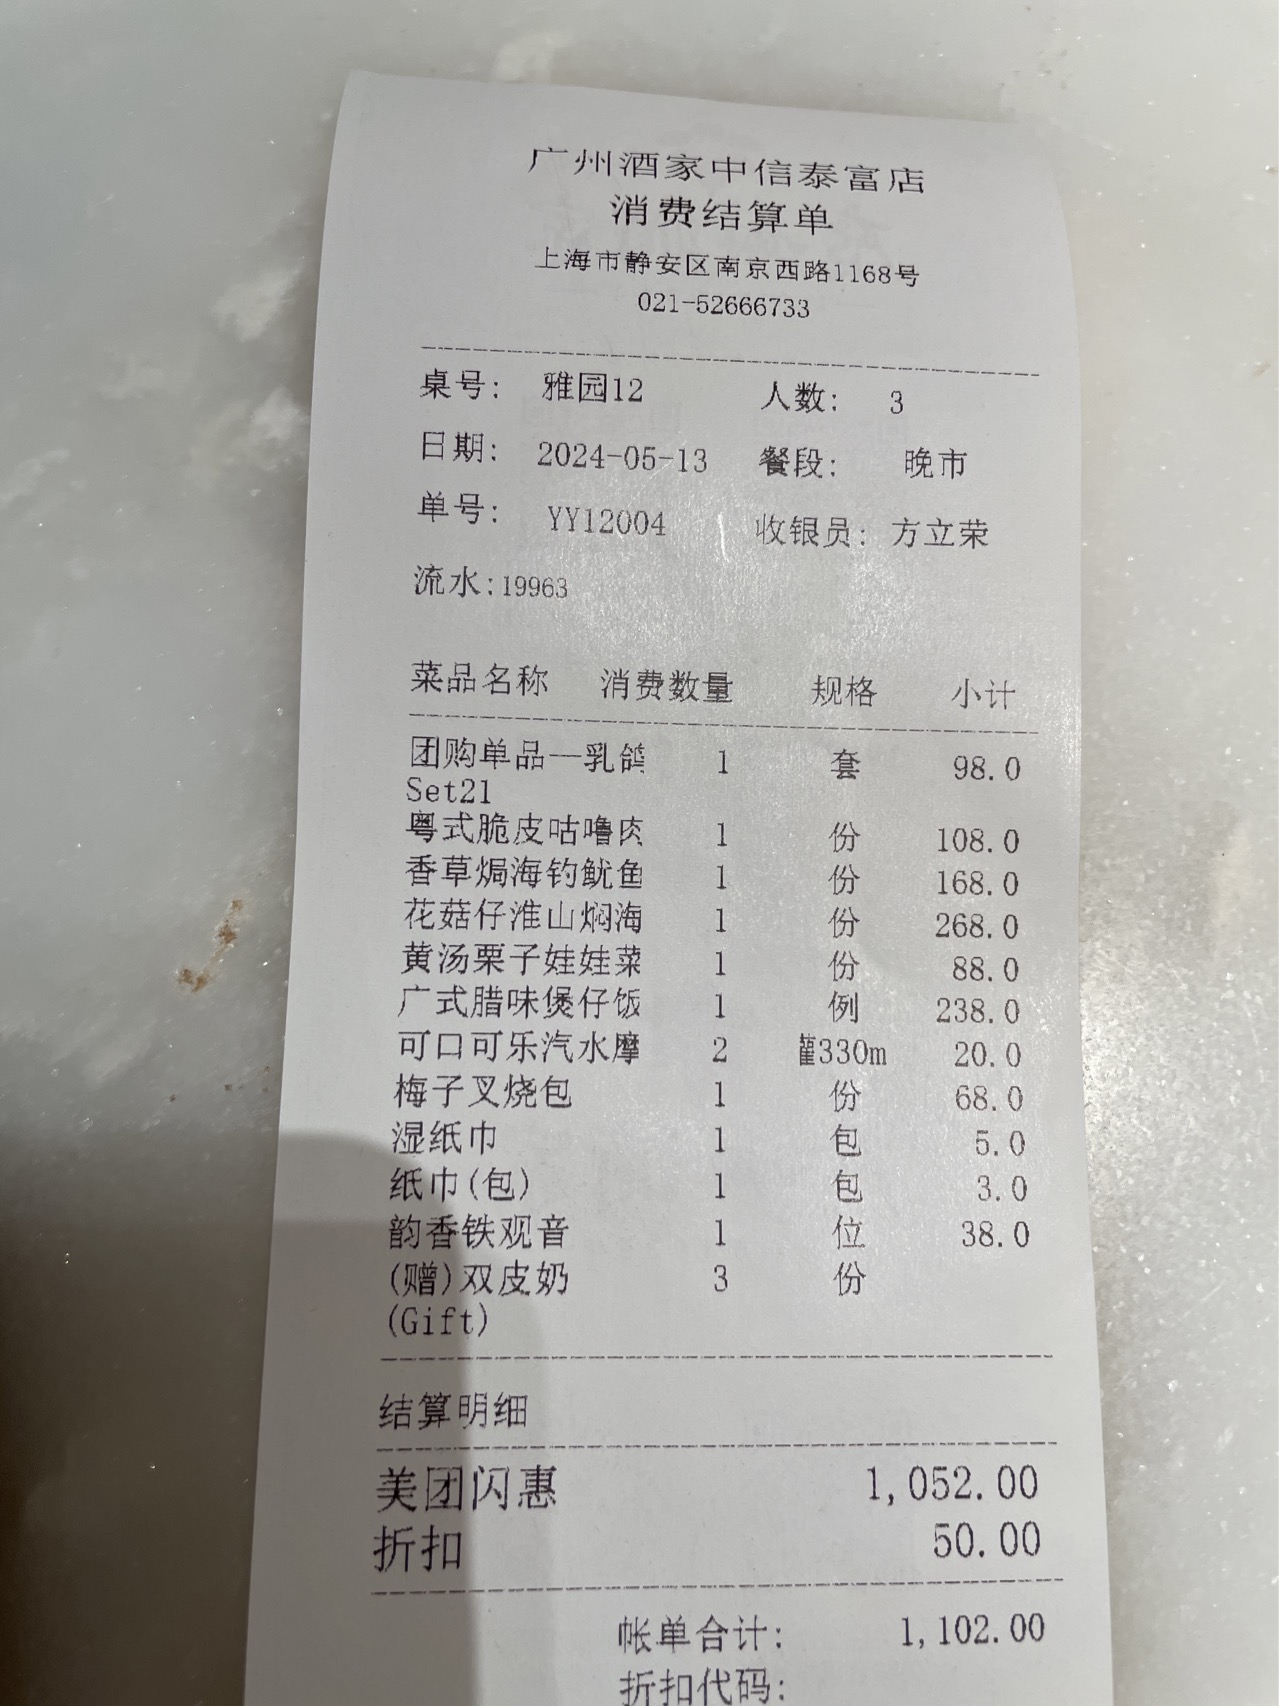 广州酒家中信泰富店
消费结算单
上海市静安区南京西路1168号
021-52666733
桌号: 雅园12 人数: 3
日期: 2024-05-13 餐段: 晚市
单号: YY12004 收银员: 方立荣
流水:19963
菜品名称 消费数量 规格 小计
团购单品—乳鸽 1 套 98.0
Set21
粤式脆皮咕噜肉 1 份 108.0
香草焗海钓鱿鱼 1 份 168.0
花菇仔淮山焖海 1 份 268.0
黄汤栗子娃娃菜 1 份 88.0
广式腊味煲仔饭 1 例 238.0
可口可乐汽水摩 2 330m 20.0
梅子叉烧包 1 份 68.0
湿纸巾 1 包 5.0
纸巾(包) 1 包 3.0
韵香铁观音 1 位 38.0
(赠)双皮奶 3 份
(Gift)
结算明细
美团闪惠 1,052.00
折扣 50.00
帐单合计: 1,102.00
折扣代码: